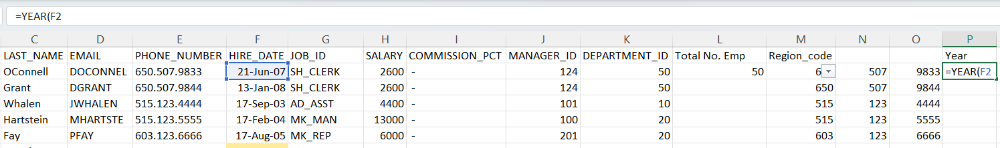 =YEAR(F2
C D E F G H I J K L M N O P
LAST_NAME EMAIL PHONE_NUMBER HIRE_DATE JOB_ID SALARY COMMISSION_PCT MANAGER_ID DEPARTMENT_ID Total No. Emp Region_code Year
OConnell DOCONNEL 650.507.9833 21-Jun-07 SH_CLERK 2600 - 124 50 50 6 507 9833 =YEAR(F2
Grant DGRANT 650.507.9844 13-Jan-08 SH_CLERK 2600 - 124 50 650 507 9844
Whalen JWHALEN 515.123.4444 17-Sep-03 AD_ASST 4400 - 101 10 515 123 4444
Hartstein MHARTSTE 515.123.5555 17-Feb-04 MK_MAN 13000 - 100 20 515 123 5555
Fay PFAY 603.123.6666 17-Aug-05 MK_REP 6000 - 201 20 603 123 6666